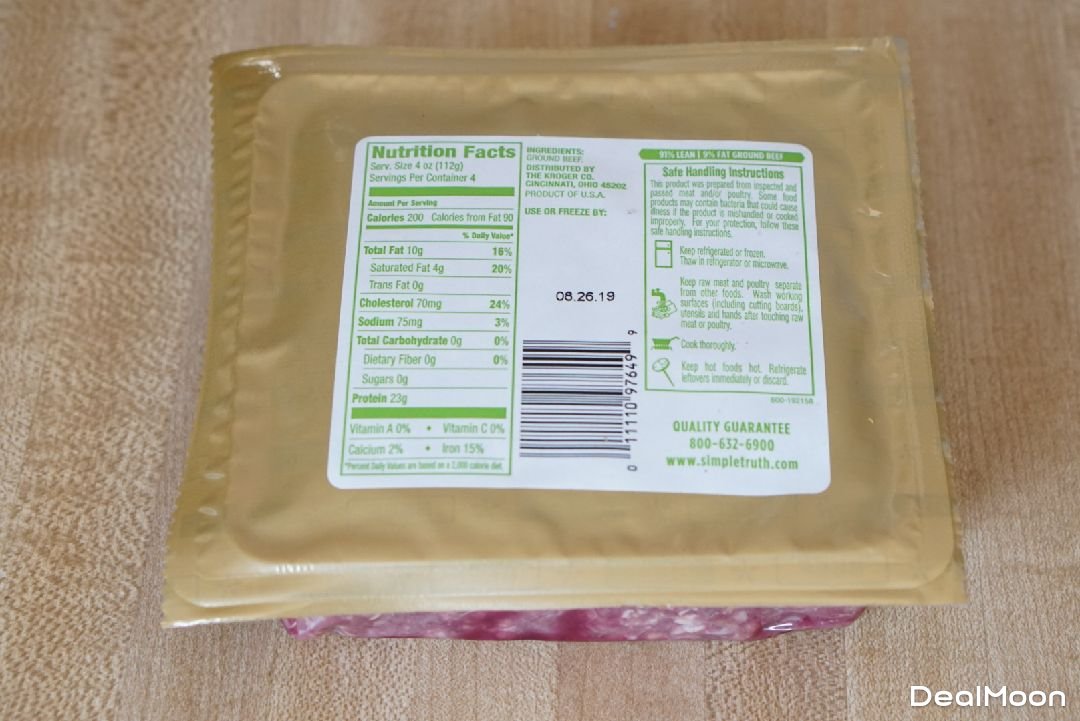 Nutrition Facts
Serv. Size 4 oz (112g)
Servings Per Container 4
Amount Per Serving
Calories 200 Calories from Fat 90
% Daily Value*
Total Fat 10g 16%
Saturated Fat 4g 20%
Trans Fat 0g
Cholesterol 70mg 24%
Sodium 75mg 3%
Total Carbohydrate 0g 0%
Dietary Fiber 0g 0%
Sugars 0g
Protein 23g
Vitamin A 0% • Vitamin C 0%
Calcium 2% • Iron 15%
*Percent Daily Values are based on a 2,000 calorie diet.
INGREDIENTS:
GROUND BEEF.
DISTRIBUTED BY
THE KROGER CO.
CINCINNATI, OHIO 45202
PRODUCT OF U.S.A.
USE OR FREEZE BY:
08.26.19
0 11110 97649 9
91% LEAN | 9% FAT GROUND BEEF
Safe Handling Instructions
This product was prepared from inspected and
passed meat and/or poultry. Some food
products may contain bacteria that could cause
illness if the product is mishandled or cooked
improperly. For your protection, follow these
safe handling instructions.
Keep refrigerated or frozen.
Thaw in refrigerator or microwave.
Keep raw meat and poultry separate
from other foods. Wash working
surfaces (including cutting boards),
utensils and hands after touching raw
meat or poultry.
Cook thoroughly.
Keep hot foods hot. Refrigerate
leftovers immediately or discard.
800-19215A
QUALITY GUARANTEE
800-632-6900
www.simpletruth.com
DealMoon